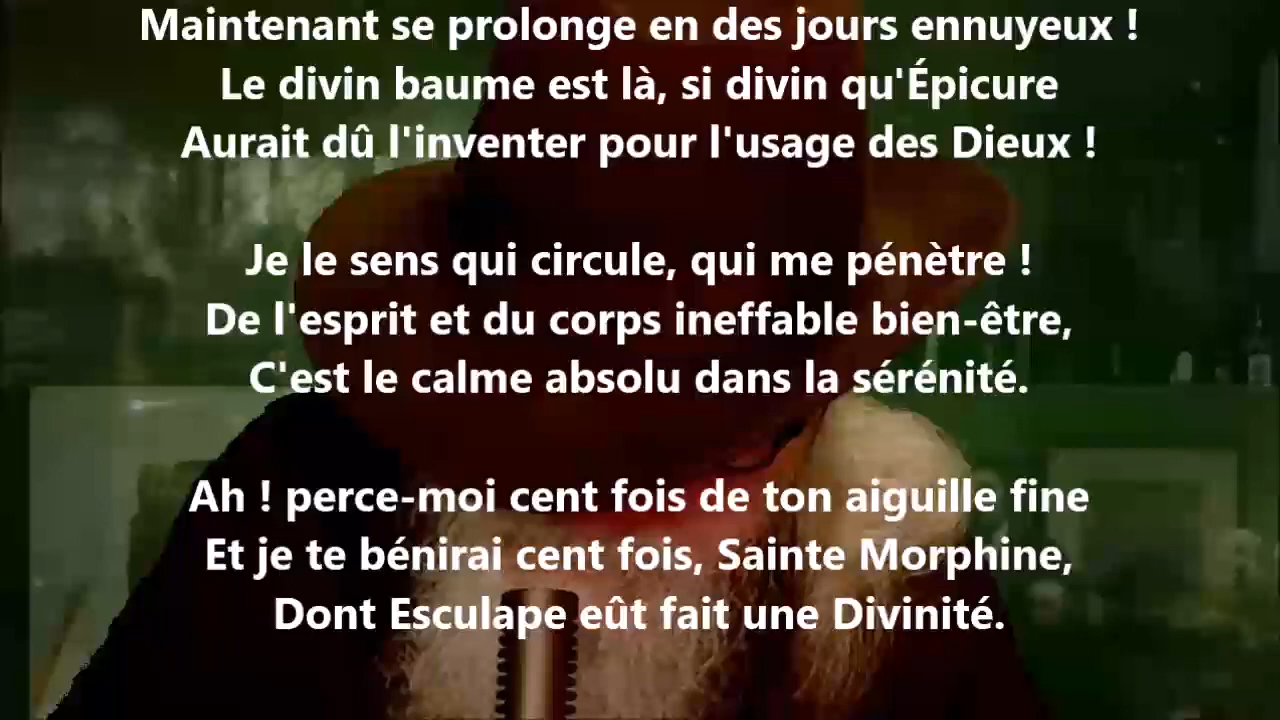 Maintenant se prolonge en des jours ennuyeux !
Le divin baume est là, si divin qu'Épicure
Aurait dû l'inventer pour l'usage des Dieux !
Je le sens qui circule, qui me pénètre !
De l'esprit et du corps ineffable bien-être,
C'est le calme absolu dans la sérénité.
Ah ! perce-moi cent fois de ton aiguille fine
Et je te bénirai cent fois, Sainte Morphine,
Dont Esculape eût fait une Divinité.